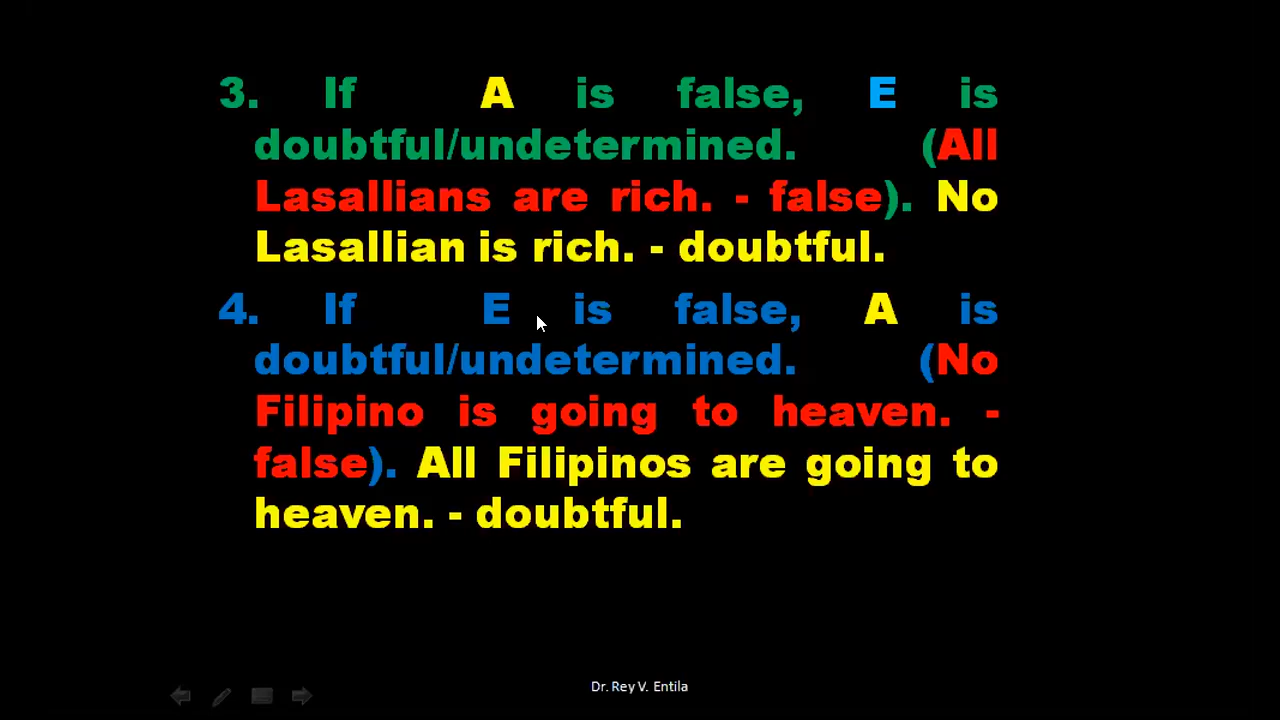 3. If A is false, E is
doubtful/undetermined. (All
Lasallians are rich. - false). No
Lasallian is rich. - doubtful.
4. If E is false, A is
doubtful/undetermined. (No
Filipino is going to heaven. -
false). All Filipinos are going to
heaven. - doubtful.
Dr. Rey V. Entila